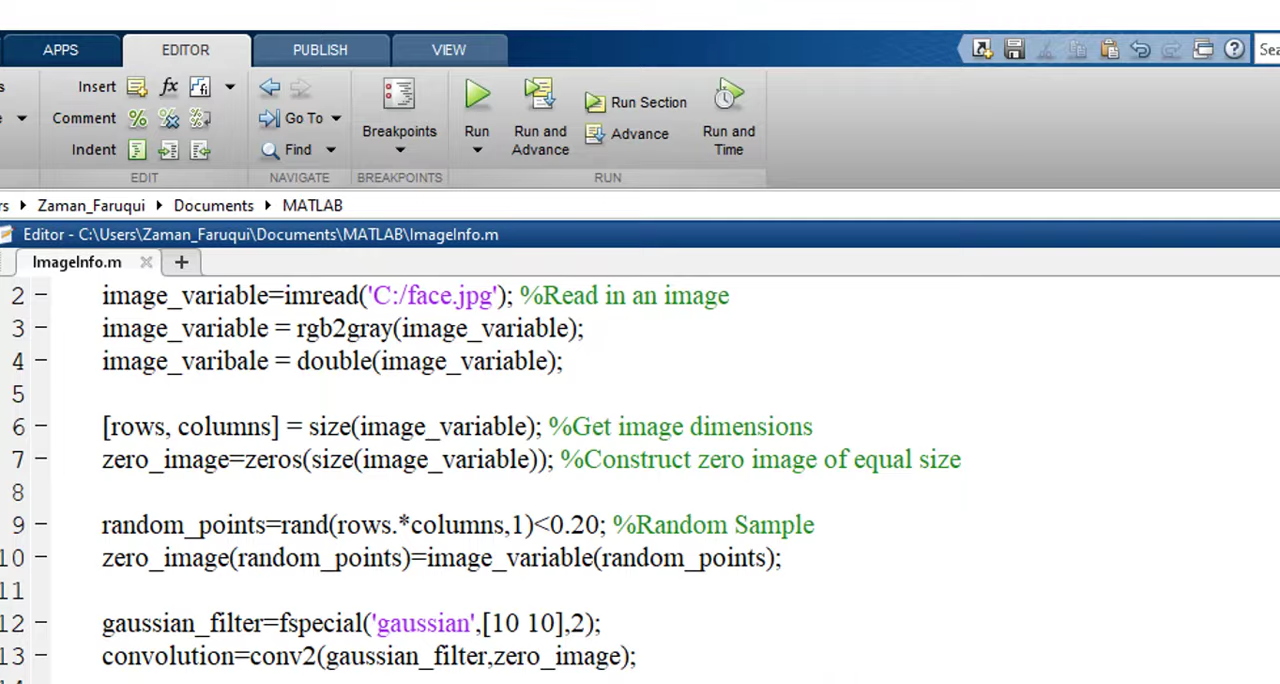 APPS EDITOR PUBLISH VIEW Sea
s Insert fx fi Go To Breakpoints Run Run and Advance Run Section Advance Run and Time
e Comment % Find
Indent
EDIT NAVIGATE BREAKPOINTS RUN
rs Zaman_Faruqui Documents MATLAB
Editor - C:\Users\Zaman_Faruqui\Documents\MATLAB\ImageInfo.m
ImageInfo.m +
2 – image_variable=imread('C:/face.jpg'); %Read in an image
3 – image_variable = rgb2gray(image_variable);
4 – image_varibale = double(image_variable);
5
6 – [rows, columns] = size(image_variable); %Get image dimensions
7 – zero_image=zeros(size(image_variable)); %Construct zero image of equal size
8
9 – random_points=rand(rows.*columns,1)<0.20; %Random Sample
10 – zero_image(random_points)=image_variable(random_points);
11
12 – gaussian_filter=fspecial('gaussian',[10 10],2);
13 – convolution=conv2(gaussian_filter,zero_image);